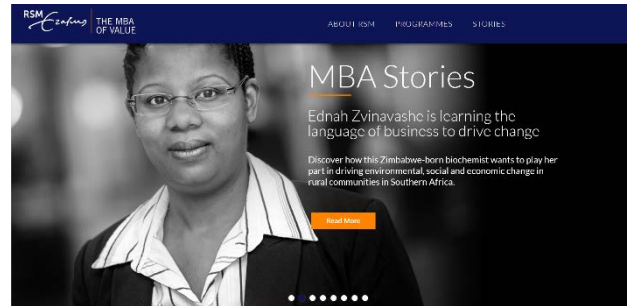 RSM Erasmus THE MBA
OF VALUE
ABOUT RSM PROGRAMMES STORIES
MBA Stories
Ednah Zvinavashe is learning the
language of business to drive change
Discover how this Zimbabwe-born biochemist wants to play her
part in driving environmental, social and economic change in
rural communities in Southern Africa.
Read More